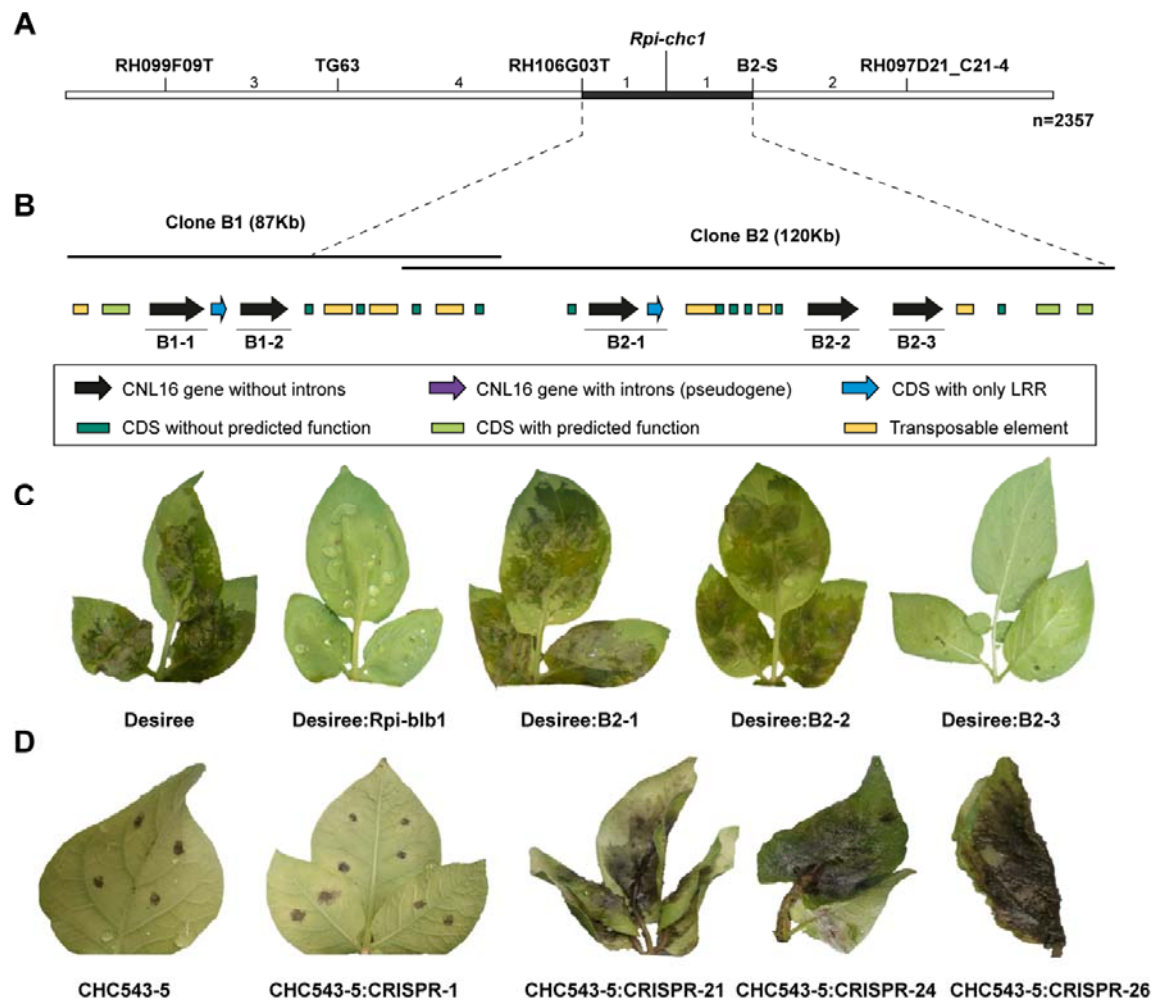 A
Rpi-chc1
RH099F09T TG63 RH106G03T B2-S RH097D21_C21-4
3 4 1 1 2
n=2357
B
Clone B1 (87Kb)
Clone B2 (120Kb)
B1-1 B1-2 B2-1 B2-2 B2-3
CNL16 gene without introns CNL16 gene with introns (pseudogene) CDS with only LRR
CDS without predicted function CDS with predicted function Transposable element
C
Desiree Desiree:Rpi-blb1 Desiree:B2-1 Desiree:B2-2 Desiree:B2-3
D
CHC543-5 CHC543-5:CRISPR-1 CHC543-5:CRISPR-21 CHC543-5:CRISPR-24 CHC543-5:CRISPR-26